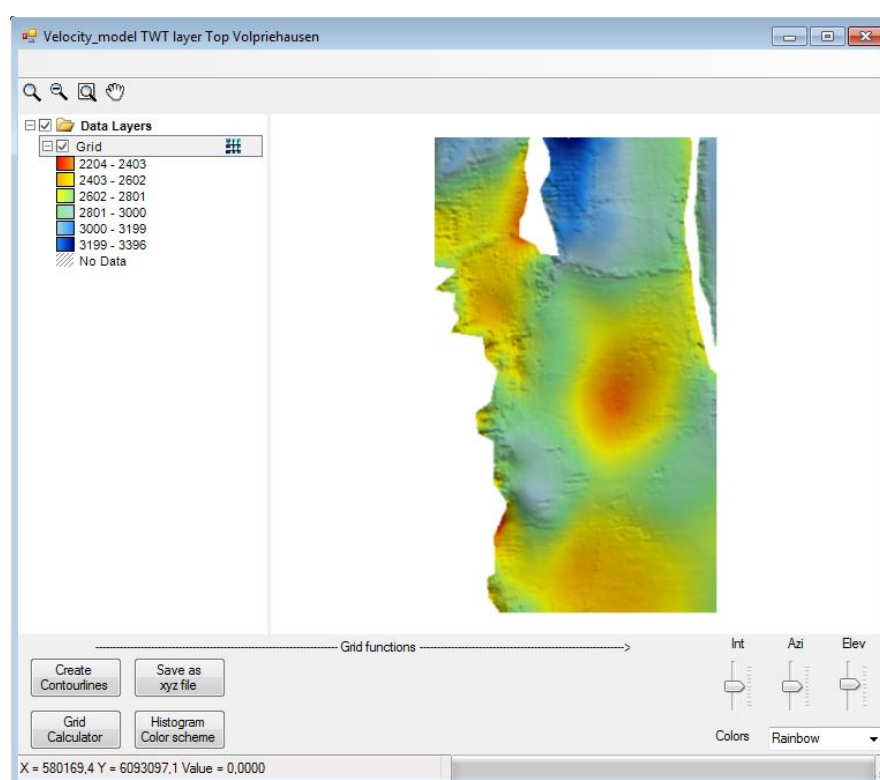 Velocity_model TWT layer Top Volpriehausen
Data Layers
Grid
2204 - 2403
2403 - 2602
2602 - 2801
2801 - 3000
3000 - 3199
3199 - 3396
No Data
Grid functions
Int Azi Elev
Create
Contourlines
Save as
xyz file
Grid
Calculator
Histogram
Color scheme
Colors Rainbow
X = 580169,4 Y = 6093097,1 Value = 0,0000